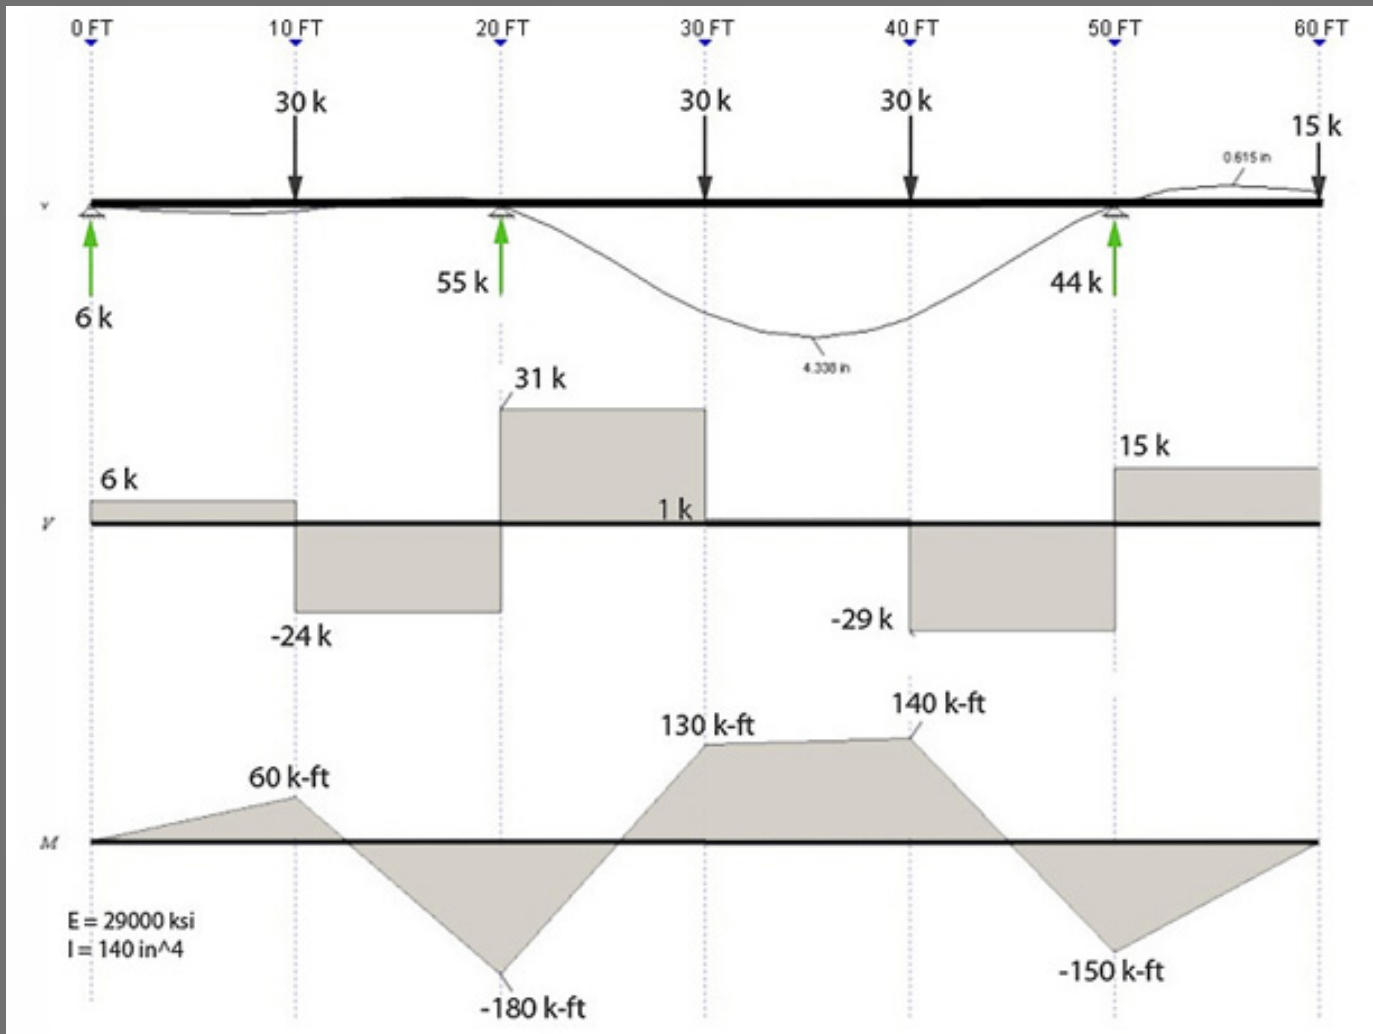 0 FT 10 FT 20 FT 30 FT 40 FT 50 FT 60 FT
30 k 30 k 30 k 15 k
0.615 in
55 k 44 k
6 k
4.338 in
31 k
6 k 15 k
1 k
V
-29 k
-24 k
140 k-ft
130 k-ft
60 k-ft
M
E = 29000 ksi
I = 140 in^4
-150 k-ft
-180 k-ft